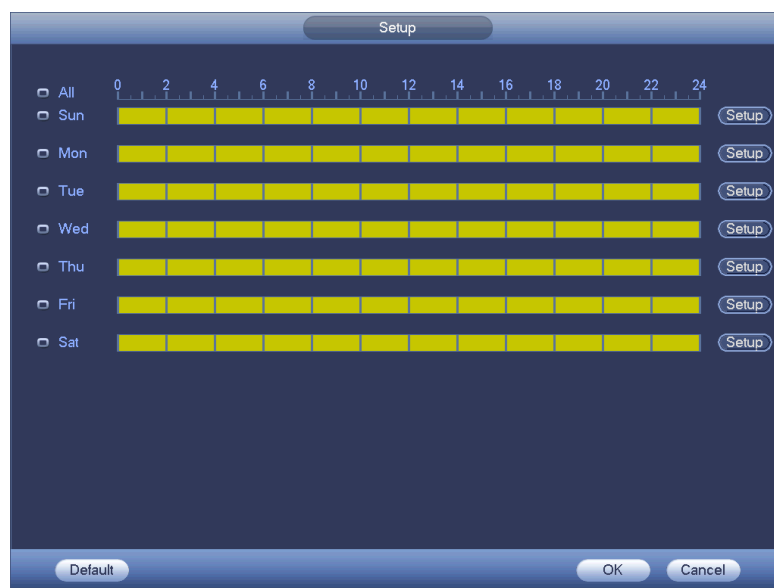 Setup
All 0 2 4 6 8 10 12 14 16 18 20 22 24
Sun Setup
Mon Setup
Tue Setup
Wed Setup
Thu Setup
Fri Setup
Sat Setup
Default OK Cancel